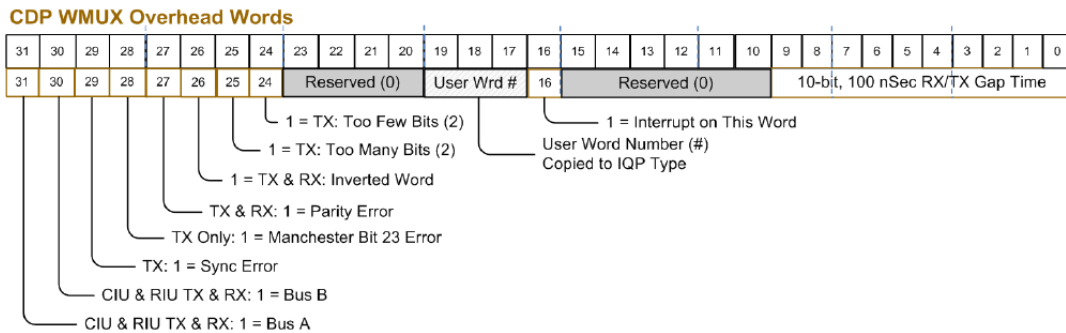 CDP WMUX Overhead Words
31 30 29 28 27 26 25 24 23 22 21 20 19 18 17 16 15 14 13 12 11 10 9 8 7 6 5 4 3 2 1 0
31 30 29 28 27 26 25 24 Reserved (0) User Wrd # 16 Reserved (0) 10-bit, 100 nSec RX/TX Gap Time
1 = TX: Too Few Bits (2)
1 = Interrupt on This Word
1 = TX: Too Many Bits (2)
User Word Number (#)
Copied to IQP Type
1 = TX & RX: Inverted Word
TX & RX: 1 = Parity Error
TX Only: 1 = Manchester Bit 23 Error
TX: 1 = Sync Error
CIU & RIU TX & RX: 1 = Bus B
CIU & RIU TX & RX: 1 = Bus A